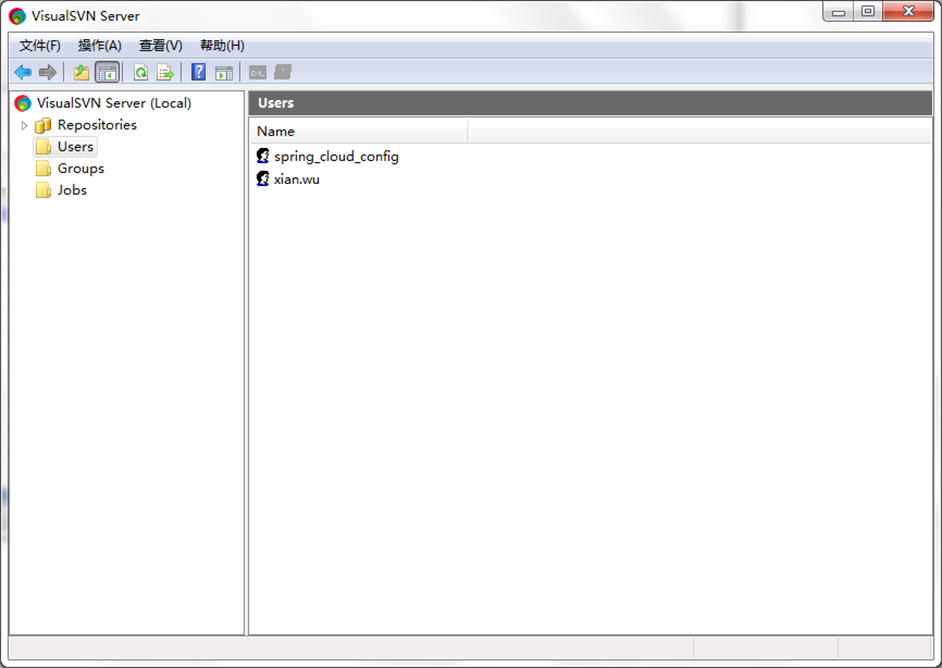 VisualSVN Server
文件(F) 操作(A) 查看(V) 帮助(H)
VisualSVN Server (Local)
Repositories
Users
Groups
Jobs
Users
Name
spring_cloud_config
xian.wu